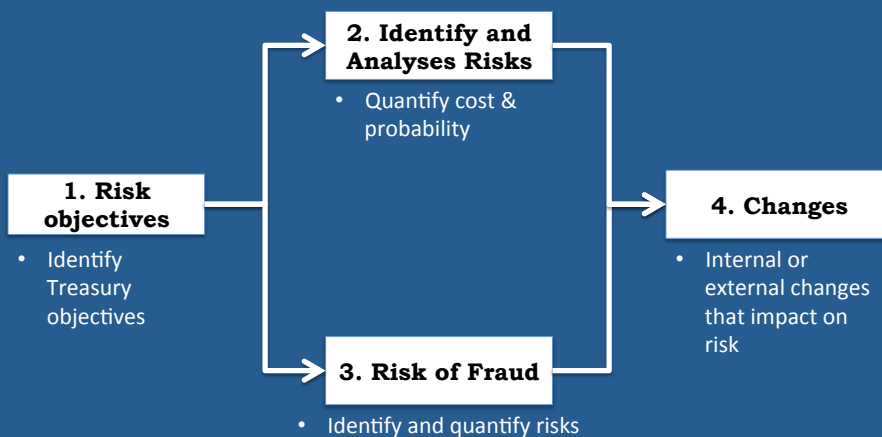 2. Identify and
Analyses Risks
• Quantify cost &
probability
1. Risk
objectives
• Identify
Treasury
objectives
4. Changes
• Internal or
external changes
that impact on
risk
3. Risk of Fraud
• Identify and quantify risks